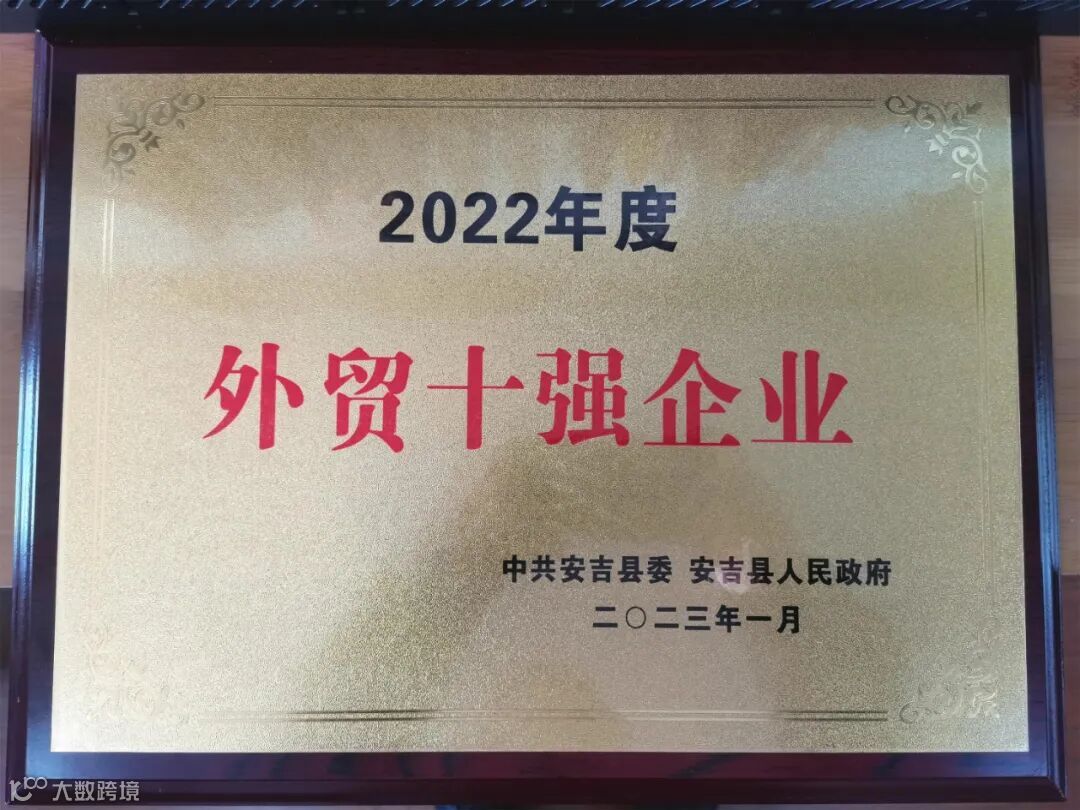 2022年度
外贸十强企业
中共安吉县委 安吉县人民政府
二〇二三年一月
大数跨境